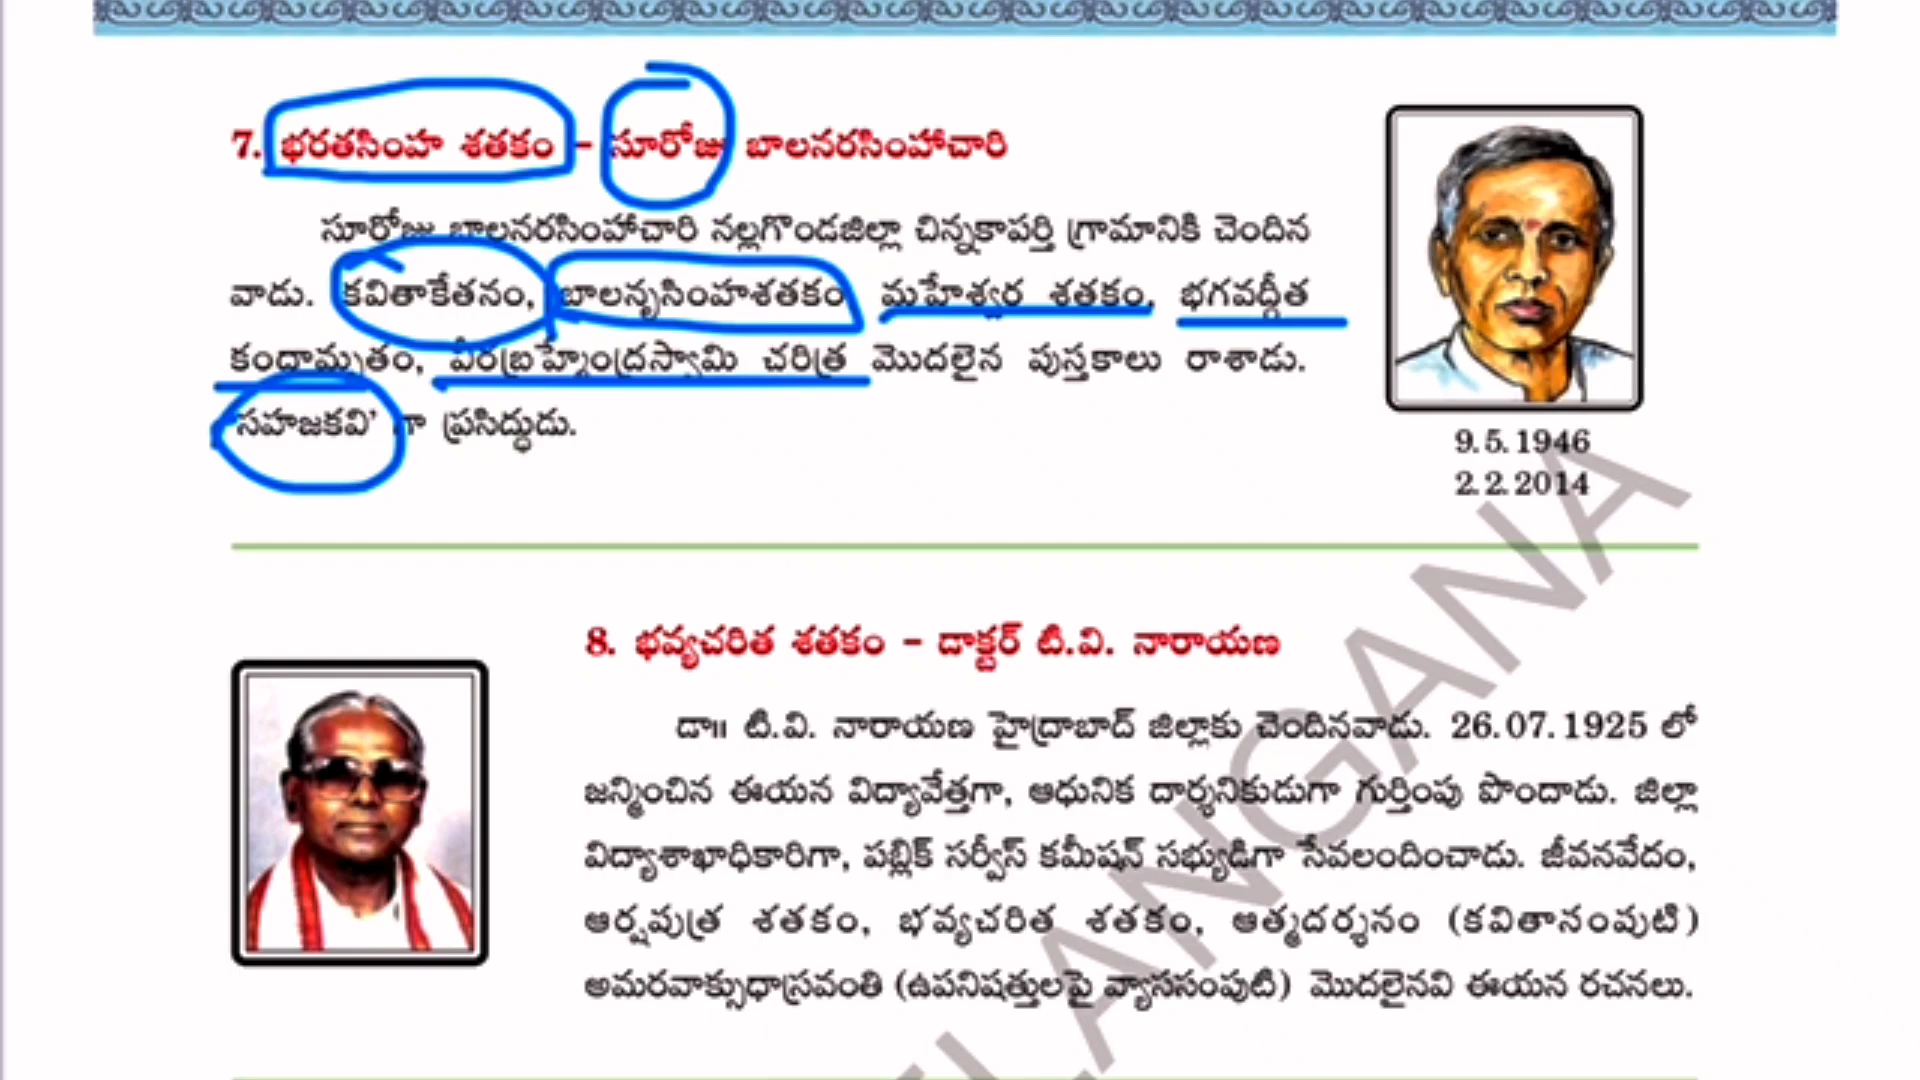 7. భరతసింహ శతకం - సూరోజు బాలనరసింహాచారి
సూరోజు బాలనరసింహాచారి నల్లగొండజిల్లా చిన్నకాపర్తి గ్రామానికి చెందిన
వాడు. కవితాకేతనం, బాలనృసింహశతకం, మహేశ్వర శతకం, భగవద్గీత
కందామృతం, వీరబ్రహ్మేంద్రస్వామి చరిత్ర మొదలైన పుస్తకాలు రాశాడు.
'సహజకవి' గా ప్రసిద్ధుడు.
9.5.1946
2.2.2014
8. భవ్యచరిత శతకం - డాక్టర్ టి.వి. నారాయణ
డా॥ టి.వి. నారాయణ హైద్రాబాద్ జిల్లాకు చెందినవాడు. 26.07.1925 లో
జన్మించిన ఈయన విద్యావేత్తగా, ఆధునిక దార్శనికుడుగా గుర్తింపు పొందాడు. జిల్లా
విద్యాశాఖాధికారిగా, పబ్లిక్ సర్వీస్ కమీషన్ సభ్యుడిగా సేవలందించాడు. జీవనవేదం,
ఆర్షపుత్ర శతకం, భవ్యచరిత శతకం, ఆత్మదర్శనం (కవితాసంపుటి)
అమరవాక్సుధాస్రవంతి (ఉపనిషత్తులపై వ్యాససంపుటి) మొదలైనవి ఈయన రచనలు.
ELANGANA